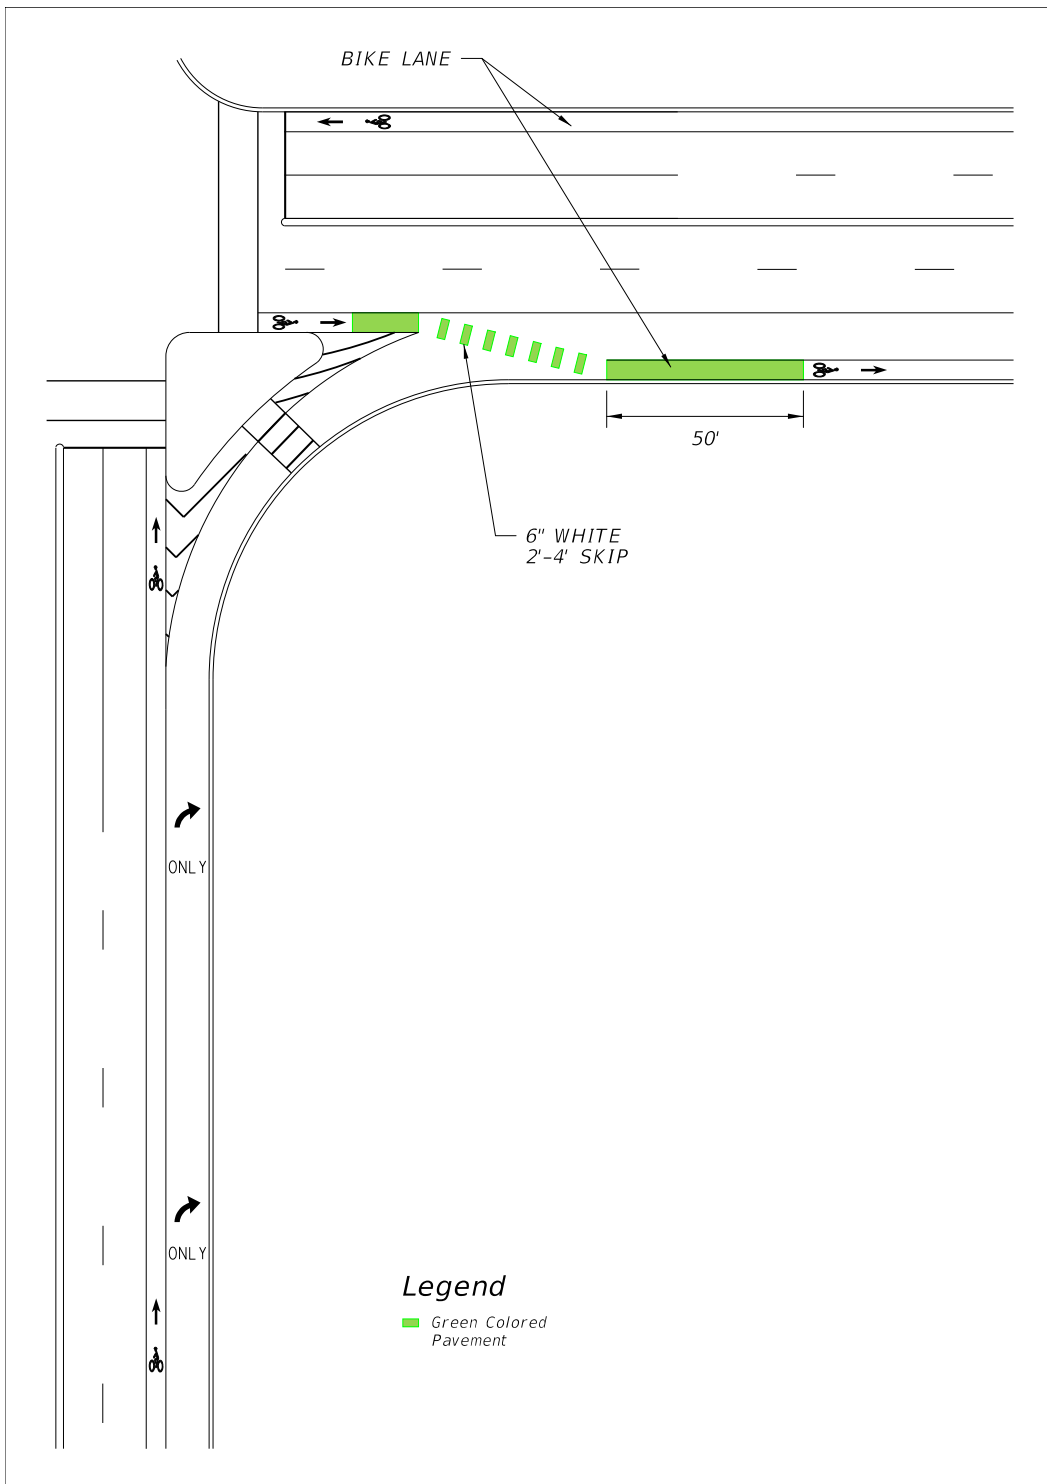 BIKE LANE
50'
6" WHITE
2'-4' SKIP
ONLY
ONLY
Legend
Green Colored
Pavement